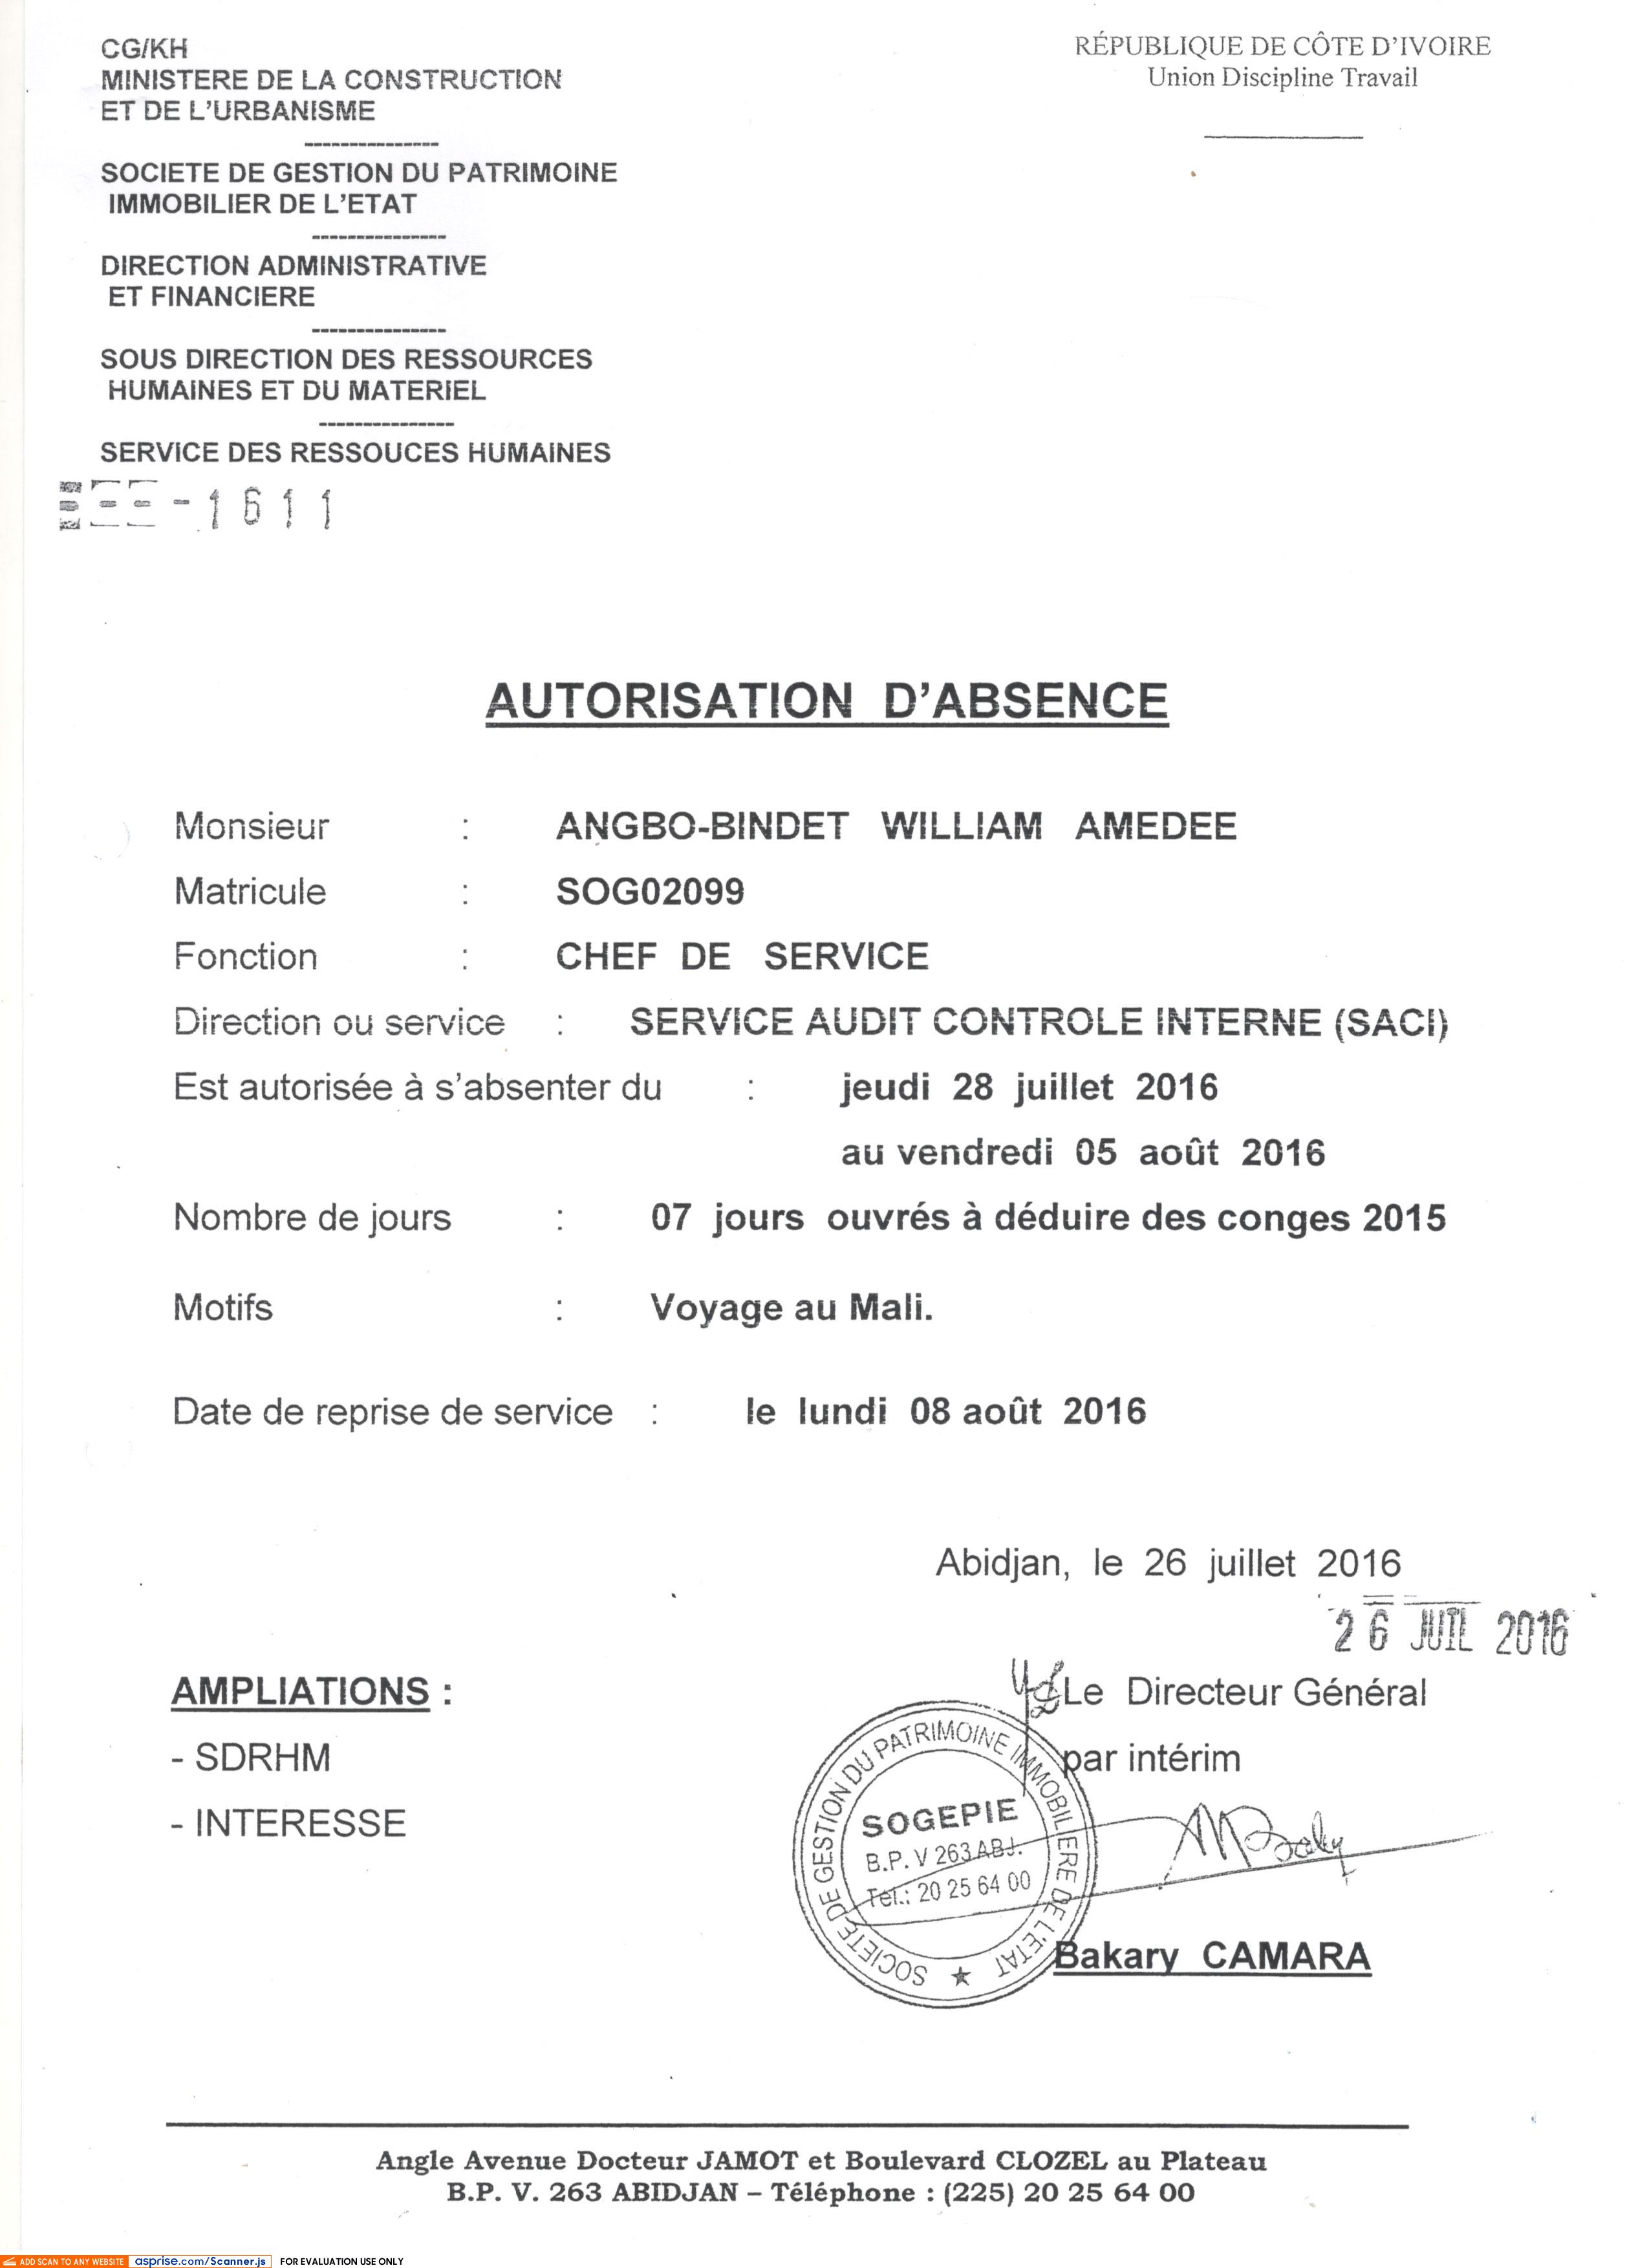 CG/KH
MINISTERE DE LA CONSTRUCTION
ET DE L'URBANISME
---------------
SOCIETE DE GESTION DU PATRIMOINE
IMMOBILIER DE L'ETAT
---------------
DIRECTION ADMINISTRATIVE
ET FINANCIERE
---------------
SOUS DIRECTION DES RESSOURCES
HUMAINES ET DU MATERIEL
---------------
SERVICE DES RESSOUCES HUMAINES
- 1611
RÉPUBLIQUE DE CÔTE D'IVOIRE
Union Discipline Travail
AUTORISATION D'ABSENCE
Monsieur : ANGBO-BINDET WILLIAM AMEDEE
Matricule : SOG02099
Fonction : CHEF DE SERVICE
Direction ou service : SERVICE AUDIT CONTROLE INTERNE (SACI)
Est autorisée à s'absenter du : jeudi 28 juillet 2016
au vendredi 05 août 2016
Nombre de jours : 07 jours ouvrés à déduire des conges 2015
Motifs : Voyage au Mali.
Date de reprise de service : le lundi 08 août 2016
Abidjan, le 26 juillet 2016
26 JUIL 2016
Le Directeur Général
par intérim
AMPLIATIONS :
- SDRHM
- INTERESSE
SOCIETE DE GESTION DU PATRIMOINE IMMOBILIERE DE L'ETAT
SOGEPIE
B.P. V 263 ABJ.
Tél.: 20 25 64 00
Bakary CAMARA
Angle Avenue Docteur JAMOT et Boulevard CLOZEL au Plateau
B.P. V. 263 ABIDJAN – Téléphone : (225) 20 25 64 00
ADD SCAN TO ANY WEBSITE asprise.com/Scanner.js FOR EVALUATION USE ONLY